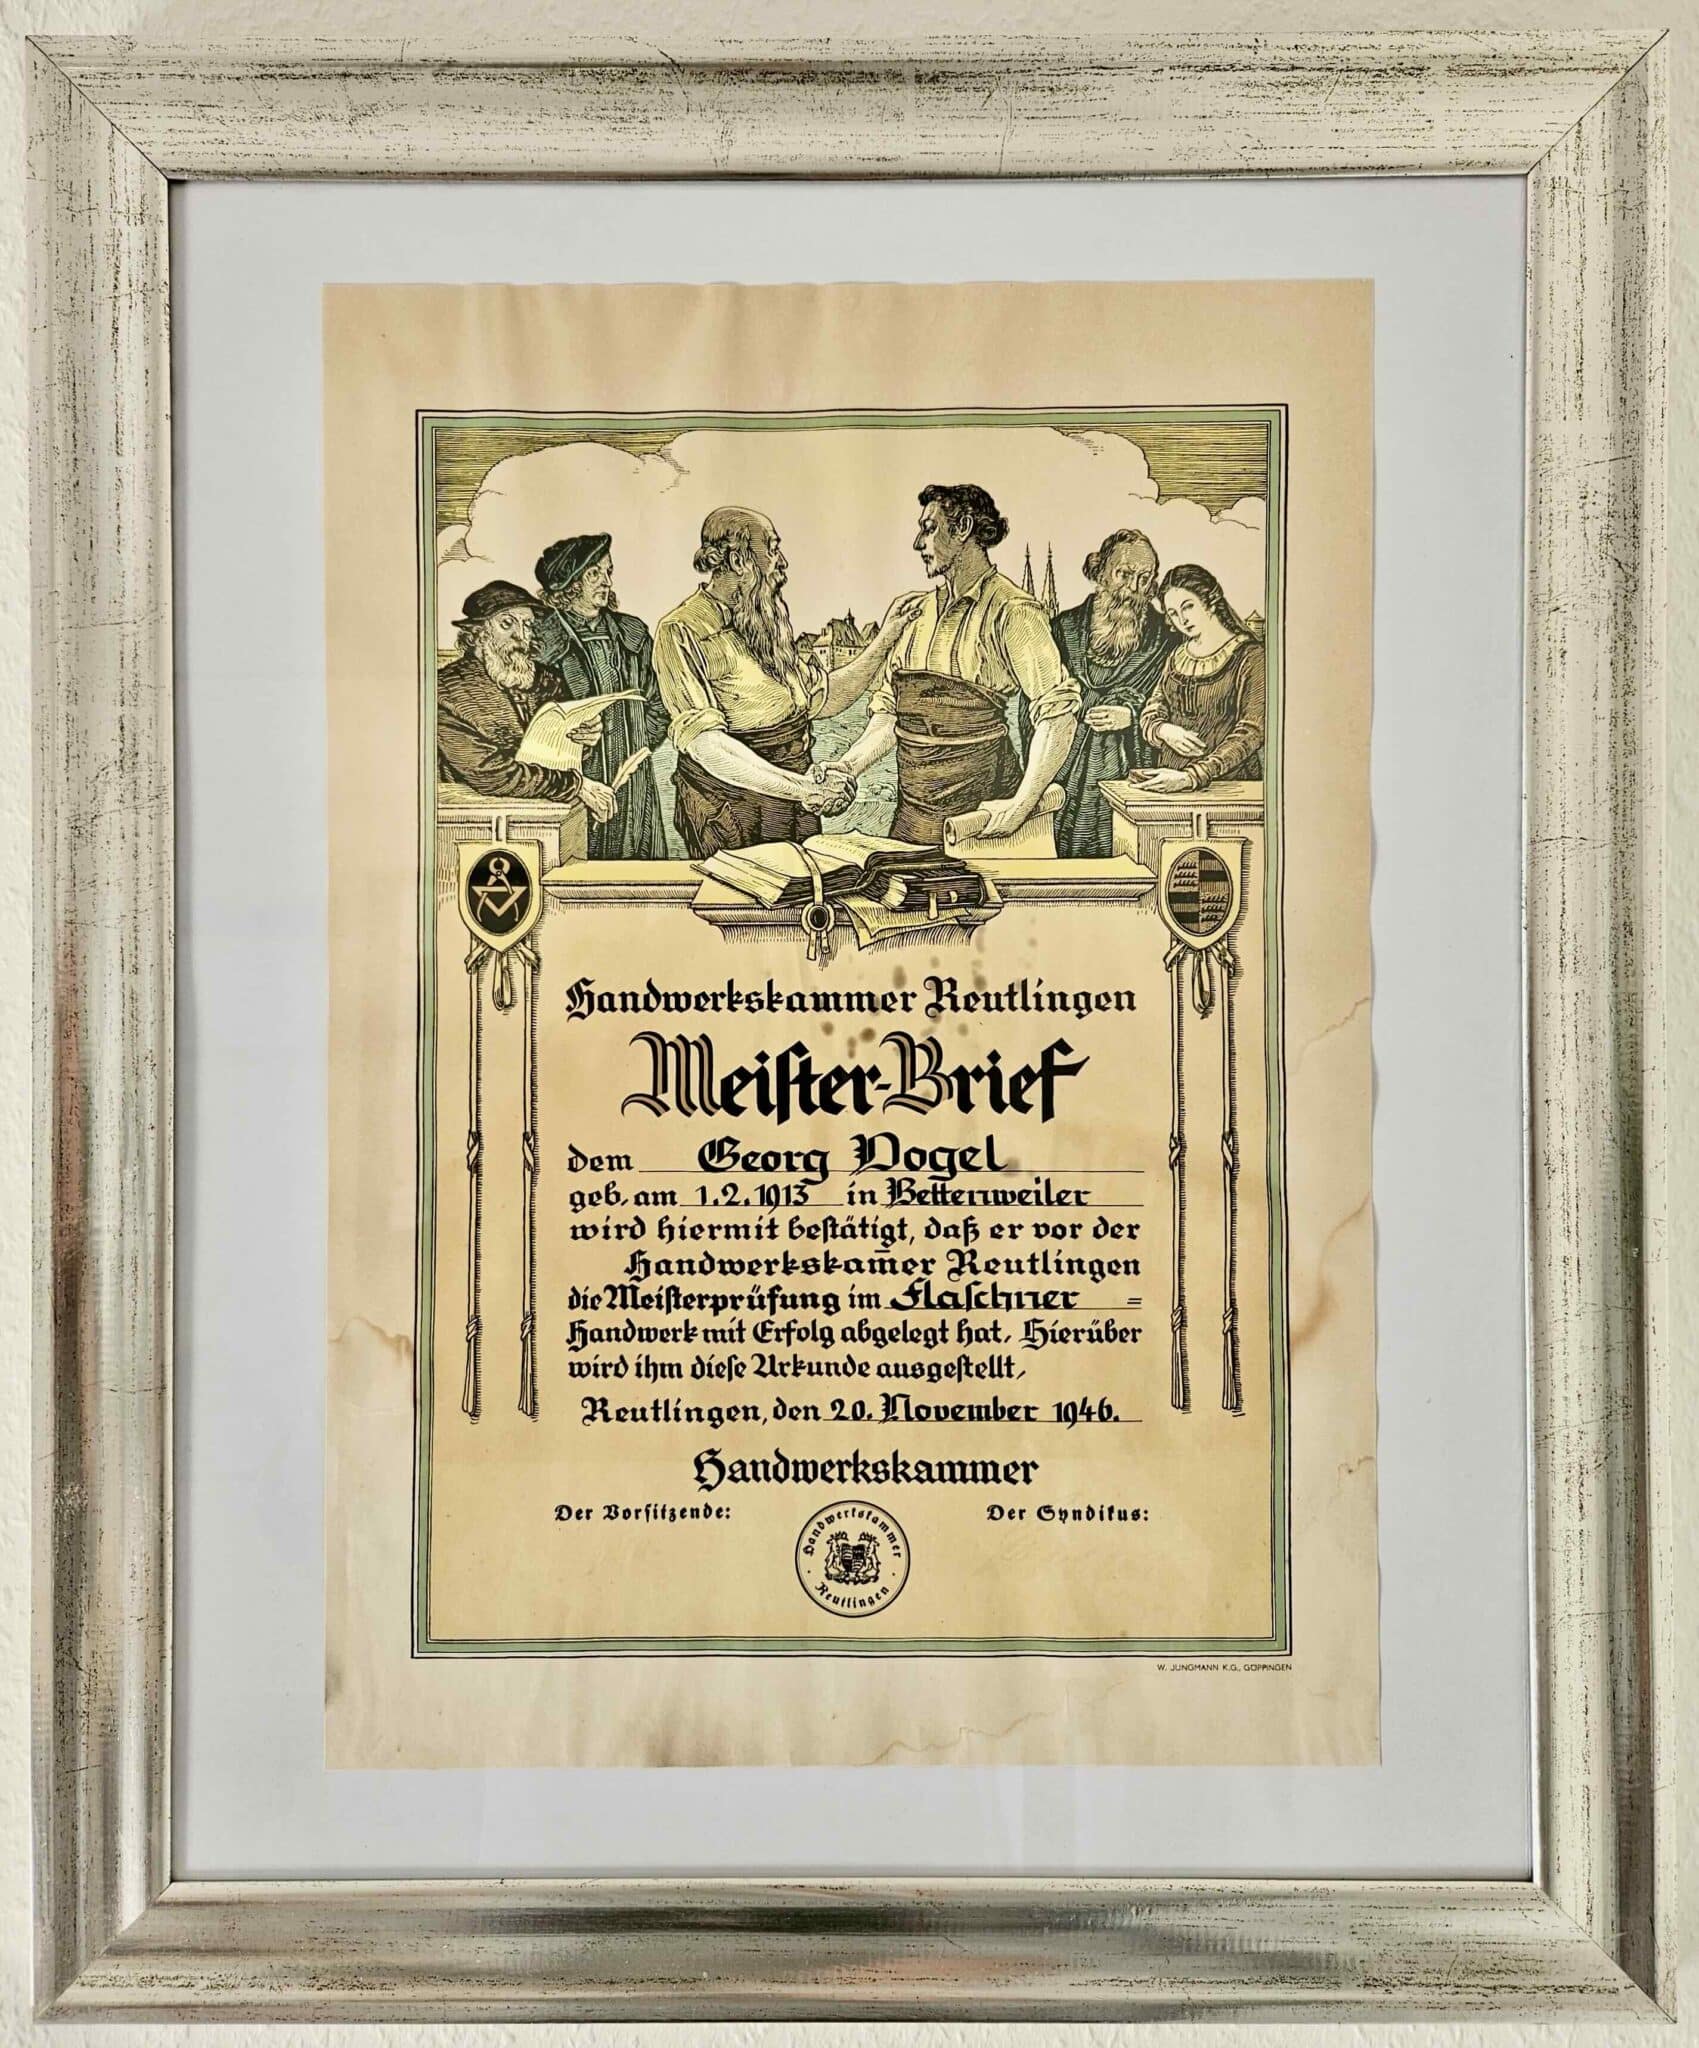 Handwerkskammer Reutlingen
Meister-Brief
dem Georg Vogel
geb. am 1.2.1913 in Bettenweiler
wird hiermit bestätigt, daß er vor der
Handwerkskam̅er Reutlingen
die Meisterprüfung im Flaschner =
Handwerk mit Erfolg abgelegt hat. Hierüber
wird ihm diese Urkunde ausgestellt.
Reutlingen, den 20. November 1946.
Handwerkskammer
Der Vorsitzende:
Der Syndikus:
Handwerkskammer
Reutlingen
W. JUNGMANN K.G., GÖPPINGEN